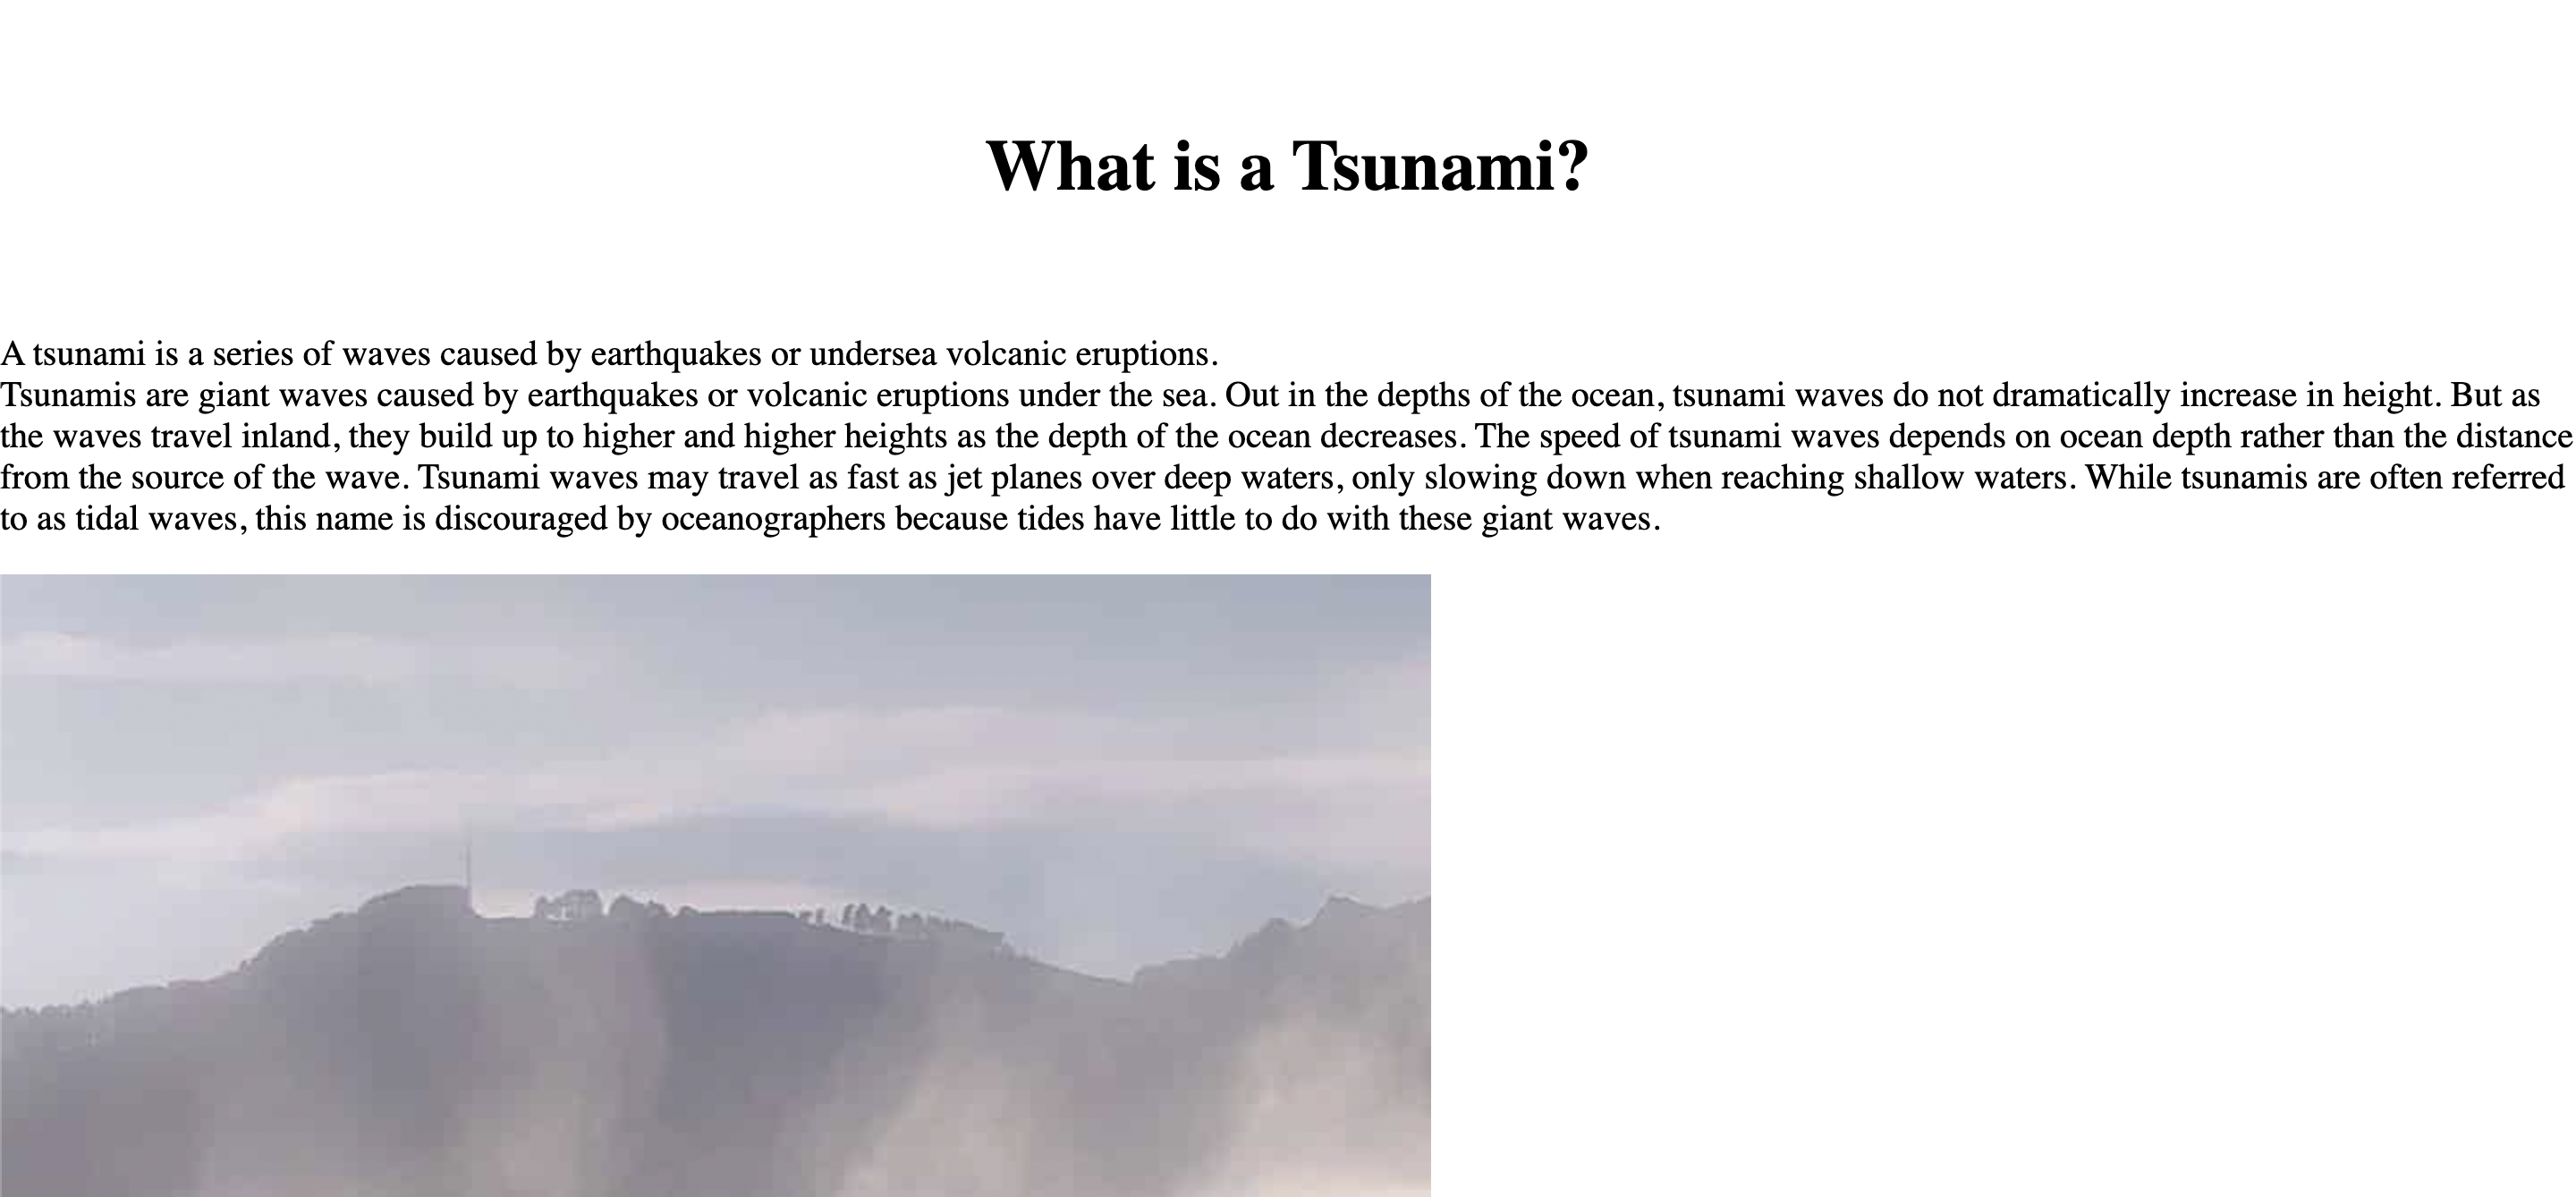 What is a Tsunami?
A tsunami is a series of waves caused by earthquakes or undersea volcanic eruptions.
Tsunamis are giant waves caused by earthquakes or volcanic eruptions under the sea. Out in the depths of the ocean, tsunami waves do not dramatically increase in height. But as
the waves travel inland, they build up to higher and higher heights as the depth of the ocean decreases. The speed of tsunami waves depends on ocean depth rather than the distance
from the source of the wave. Tsunami waves may travel as fast as jet planes over deep waters, only slowing down when reaching shallow waters. While tsunamis are often referred
to as tidal waves, this name is discouraged by oceanographers because tides have little to do with these giant waves.